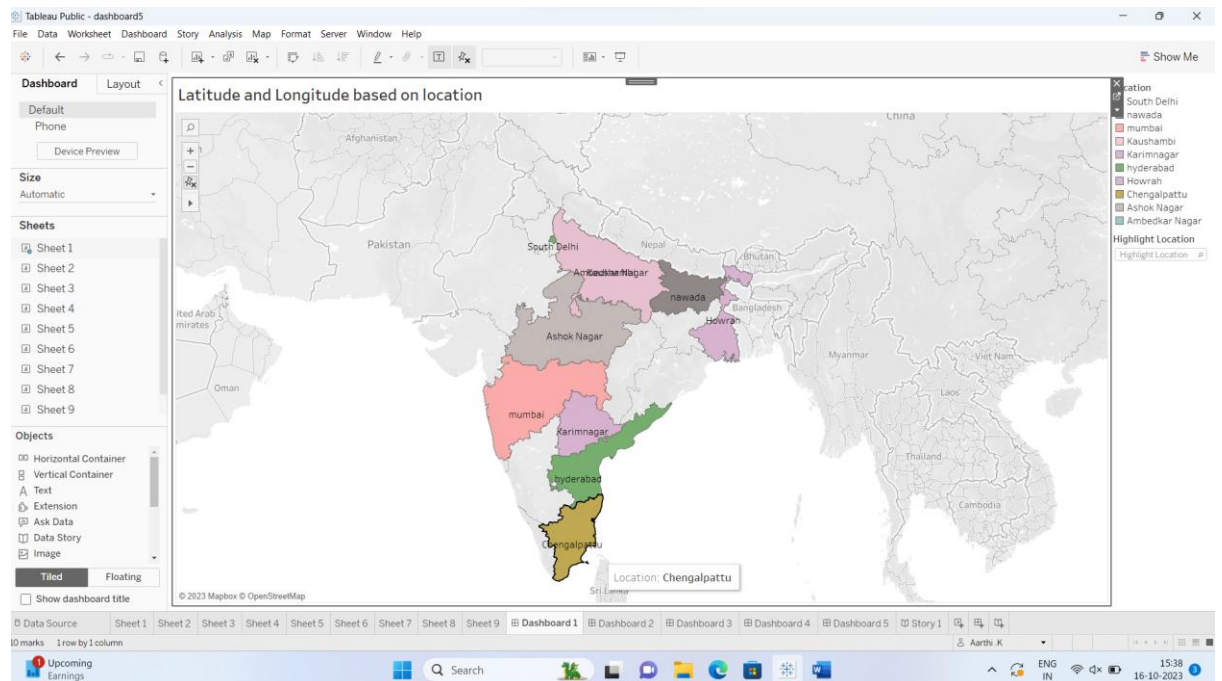 Tableau Public - dashboard5
File Data Worksheet Dashboard Story Analysis Map Format Server Window Help
Show Me
Dashboard Layout
Default
Phone
Device Preview
Size
Automatic
Sheets
Sheet 1
Sheet 2
Sheet 3
Sheet 4
Sheet 5
Sheet 6
Sheet 7
Sheet 8
Sheet 9
Objects
Horizontal Container
Vertical Container
Text
Extension
Ask Data
Data Story
Image
Tiled Floating
Show dashboard title
Latitude and Longitude based on location
Afghanistan
China
Pakistan
South Delhi
Nepal
Bhutan
nawada
Bangladesh
Howrah
ited Arab
mirates
Ashok Nagar
Myanmar
Viet Nam
Oman
Laos
mumbai
Karimnagar
Thailand
hyderabad
Cambodia
Chengalpattu
Location: Chengalpattu
Sri Lanka
© 2023 Mapbox © OpenStreetMap
cation
South Delhi
nawada
mumbai
Kaushambi
Karimnagar
hyderabad
Howrah
Chengalpattu
Ashok Nagar
Ambedkar Nagar
Highlight Location
Highlight Location
Data Source Sheet 1 Sheet 2 Sheet 3 Sheet 4 Sheet 5 Sheet 6 Sheet 7 Sheet 8 Sheet 9 Dashboard 1 Dashboard 2 Dashboard 3 Dashboard 4 Dashboard 5 Story 1
10 marks 1 row by 1 column
Aarthi .K
1
Upcoming
Earnings
Search
ENG
IN
15:38
16-10-2023
3